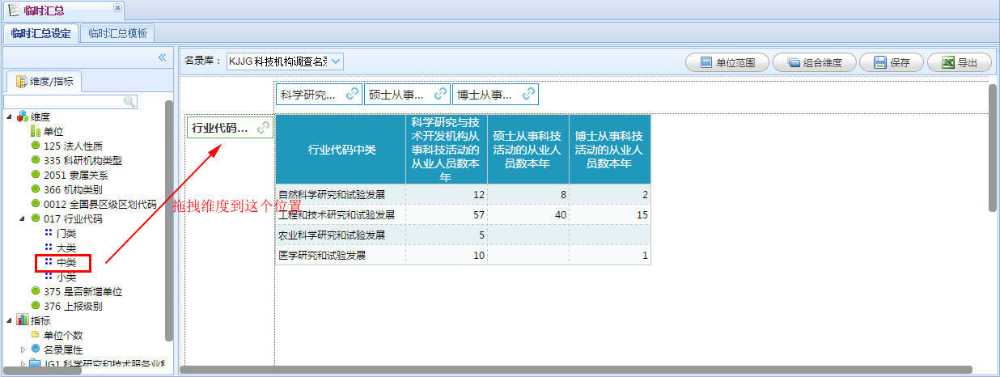 临时汇总
临时汇总设定 临时汇总模板
名录库： KJJG 科技机构调查名录 单位范围 组合维度 保存 导出
维度/指标
维度
单位
125 法人性质
335 科研机构类型
2051 隶属关系
366 机构类别
0012 全国县区级区划代码
017 行业代码
门类
大类
中类
小类
375 是否新增单位
376 上报级别
指标
单位个数
名录属性
JG1 科学研究和技术服务业科
科学研究... 硕士从事... 博士从事...
行业代码...
拖拽维度到这个位置
行业代码中类 科学研究与技术开发机构从事科技活动的从业人员数本年 硕士从事科技活动的从业人员数本年 博士从事科技活动的从业人员数本年
自然科学研究和试验发展 12 8 2
工程和技术研究和试验发展 57 40 15
农业科学研究和试验发展 5
医学研究和试验发展 10 1